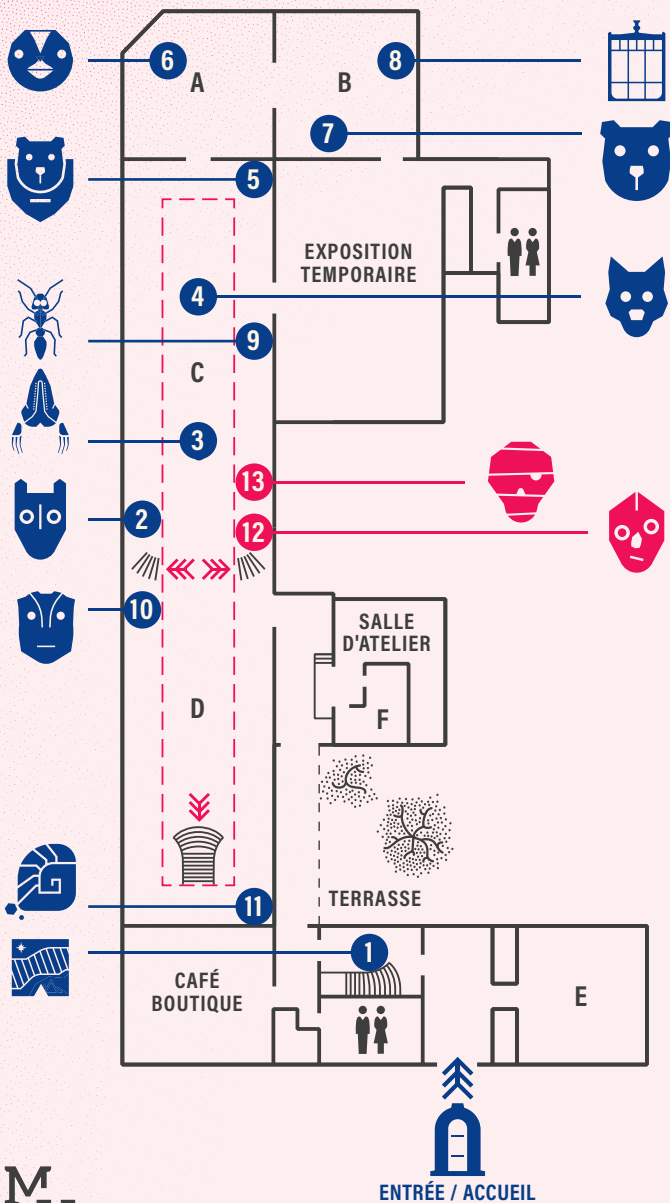 6
A
B
8
7
5
EXPOSITION
TEMPORAIRE
4
9
C
3
13
2
12
10
SALLE
D'ATELIER
D
F
11
TERRASSE
1
CAFÉ
BOUTIQUE
E
M
ENTRÉE / ACCUEIL